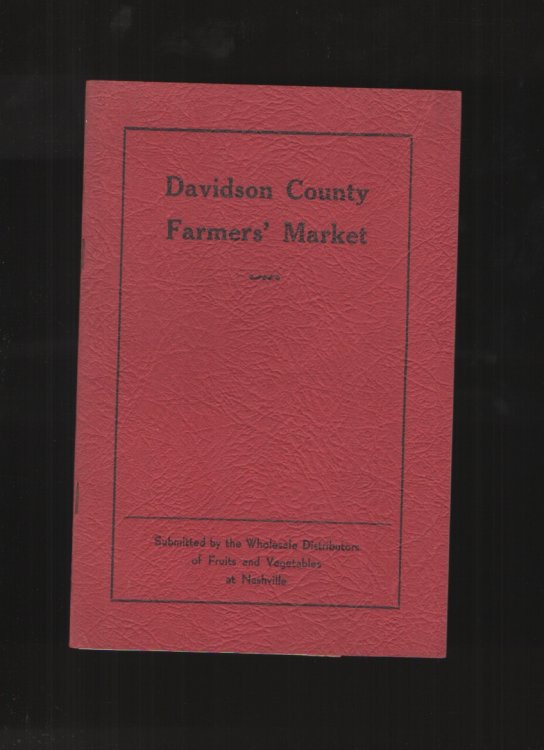 Davidson County
Farmers' Market
Submitted by the Wholesale Distributors
of Fruits and Vegetables
at Nashville